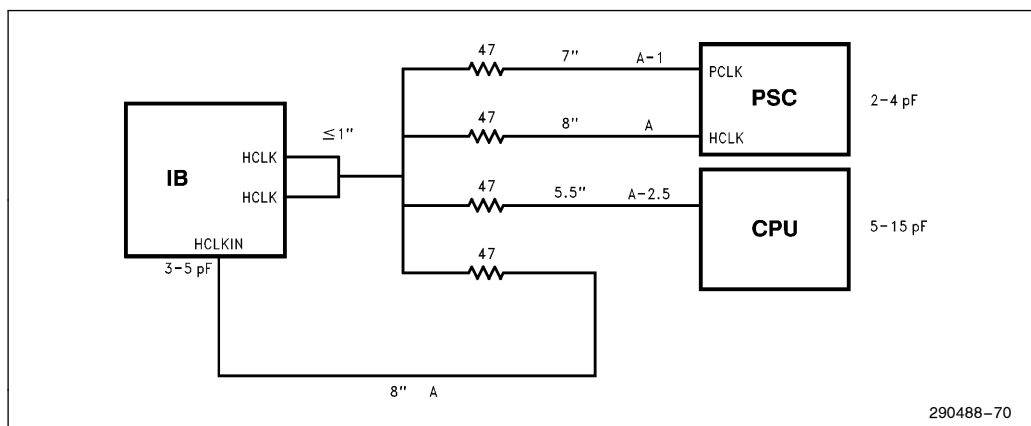 47 7" A-1
PCLK
PSC
2-4 pF
≤1"
47 8" A
HCLK
HCLK
IB
HCLK
47 5.5" A-2.5
CPU
5-15 pF
HCLKIN
3-5 pF
47
8" A
290488-70